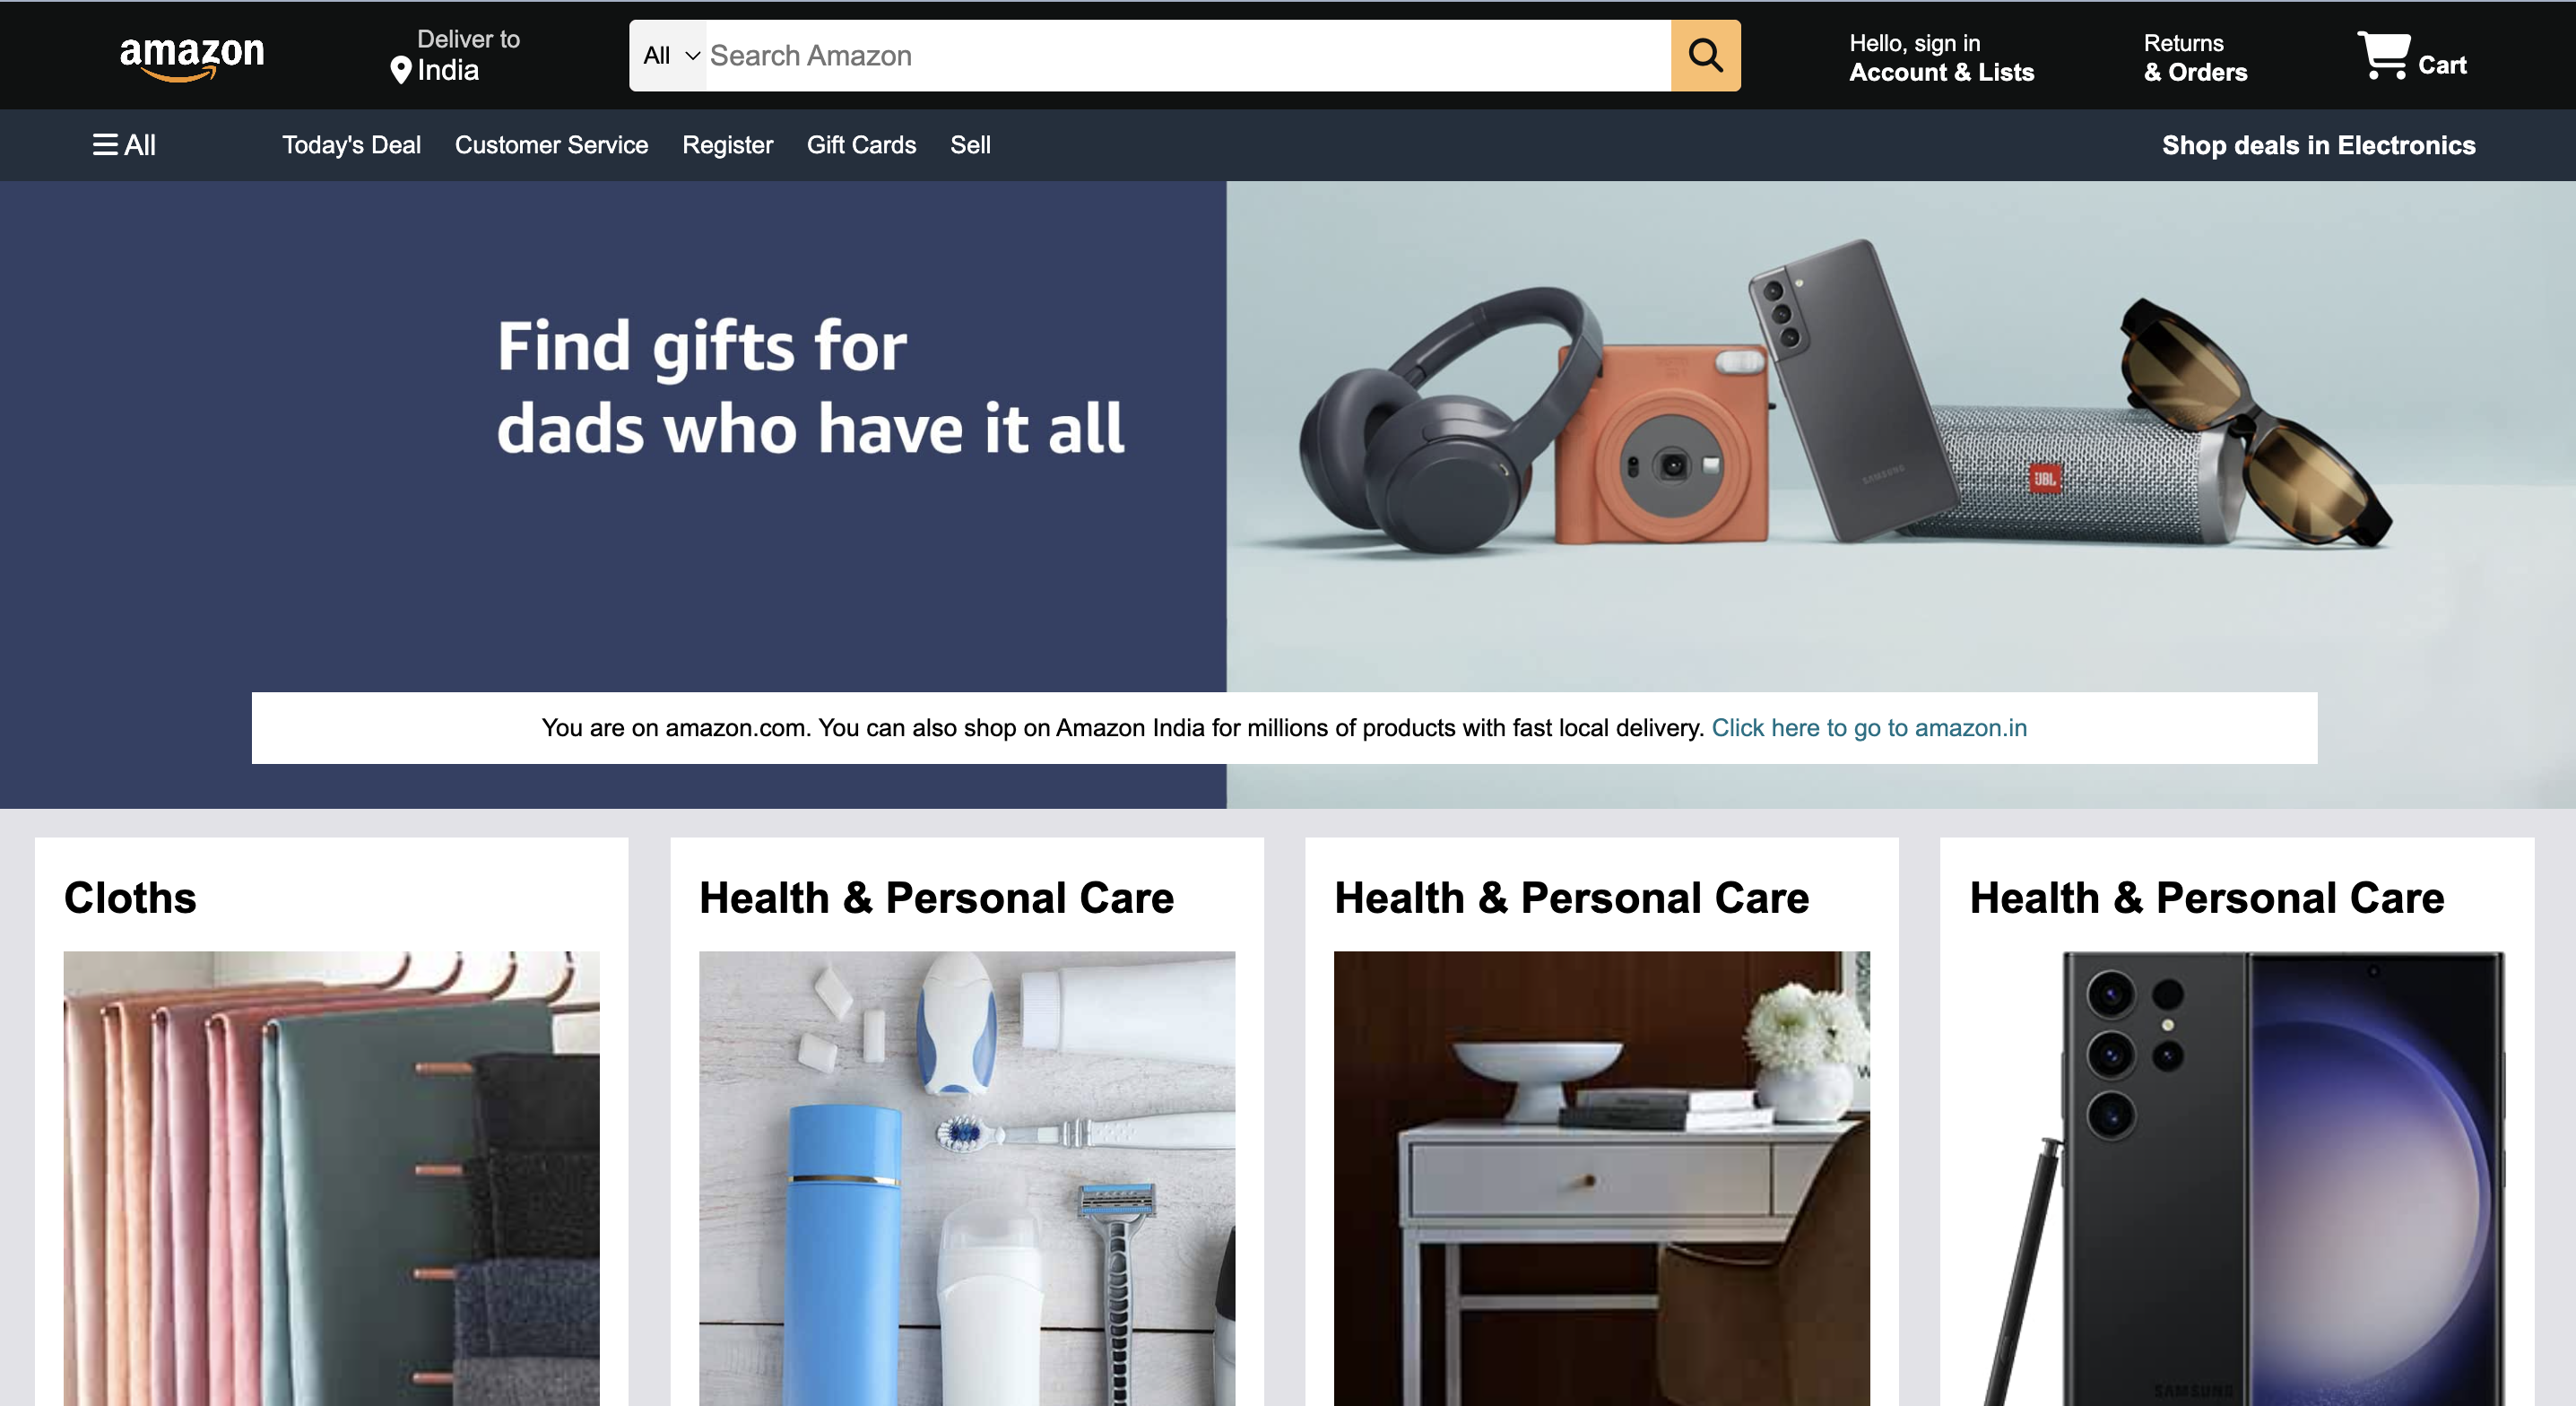 amazon
Deliver to
India
All
Search Amazon
Hello, sign in
Account & Lists
Returns
& Orders
Cart
All
Today's Deal
Customer Service
Register
Gift Cards
Sell
Shop deals in Electronics
Find gifts for
dads who have it all
SAMSUNG
JBL
You are on amazon.com. You can also shop on Amazon India for millions of products with fast local delivery. Click here to go to amazon.in
Cloths
Health & Personal Care
Health & Personal Care
Health & Personal Care
SAMSUNG